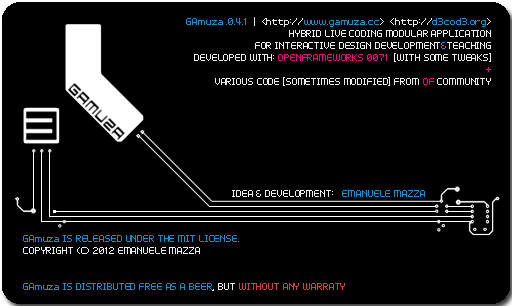 GAmuza .0.4.1 | <http://www.gamuza.cc> <http://d3cod3.org>
HYBRID LIVE CODING MODULAR APPLICATION
FOR INTERACTIVE DESIGN DEVELOPMENT&TEACHING
DEVELOPED WITH: OPENFRAMEWORKS 0071 [WITH SOME TWEAKS]
+
VARIOUS CODE [SOMETIMES MODIFIED] FROM OF COMMUNITY
GAMUZA
IDEA & DEVELOPMENT: EMANUELE MAZZA
GAmuza IS RELEASED UNDER THE MIT LICENSE.
COPYRIGHT (C) 2012 EMANUELE MAZZA
GAmuza IS DISTRIBUTED FREE AS A BEER, BUT WITHOUT ANY WARRATY